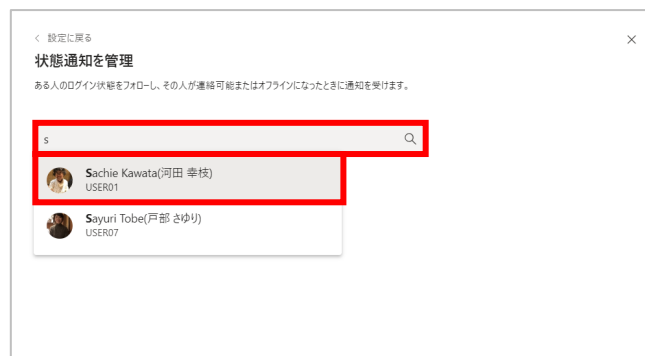 設定に戻る
状態通知を管理
ある人のログイン状態をフォローし、その人が連絡可能またはオフラインになったときに通知を受けます。
s
Sachie Kawata(河田 幸枝)
USER01
Sayuri Tobe(戸部 さゆり)
USER07